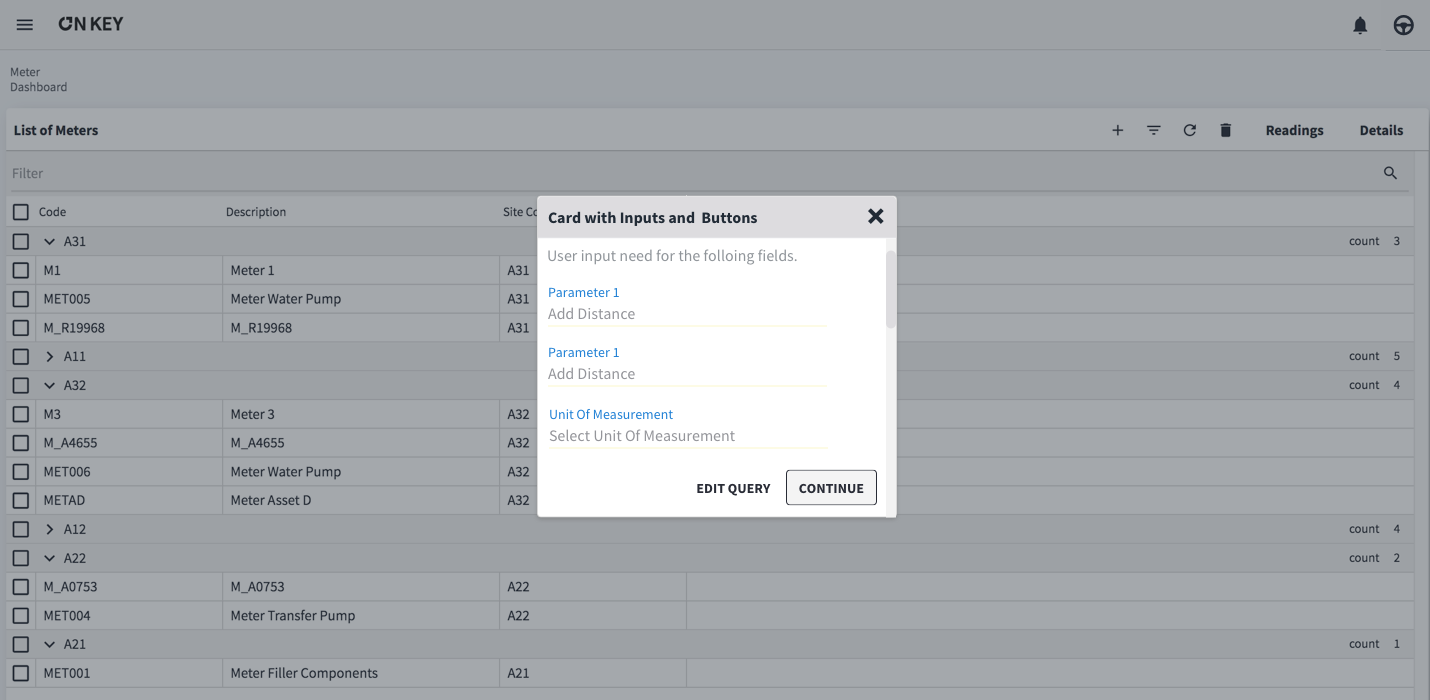 ON KEY
Meter
Dashboard
List of Meters
Readings
Details
Filter
Code
Description
Site Co
Card with Inputs and Buttons
User input need for the folloing fields.
Parameter 1
Add Distance
Parameter 1
Add Distance
Unit Of Measurement
Select Unit Of Measurement
EDIT QUERY
CONTINUE
A31 count 3
M1 Meter 1 A31
MET005 Meter Water Pump A31
M_R19968 M_R19968 A31
A11 count 5
A32 count 4
M3 Meter 3 A32
M_A4655 M_A4655 A32
MET006 Meter Water Pump A32
METAD Meter Asset D A32
A12 count 4
A22 count 2
M_A0753 M_A0753 A22
MET004 Meter Transfer Pump A22
A21 count 1
MET001 Meter Filler Components A21